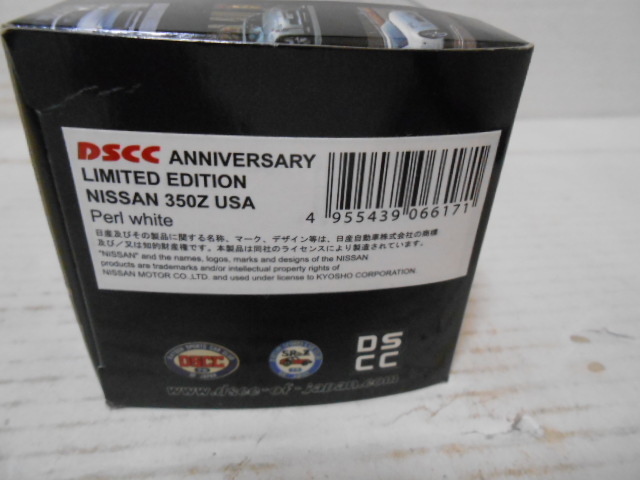 DSCC ANNIVERSARY
LIMITED EDITION
NISSAN 350Z USA
Perl white
4 955439 066171
日産及びその製品に関する名称、マーク、デザイン等は、日産自動車株式会社の商標
及び/又は知的財産権です。本製品は同社のライセンスにより製造されています。
"NISSAN" and the names, logos, marks and designs of the NISSAN
products are trademarks and/or intellectual property rights of
NISSAN MOTOR CO.,LTD. and used under license to KYOSHO CORPORATION.
DSCC
DS
CC
www.dscc-of-japan.com